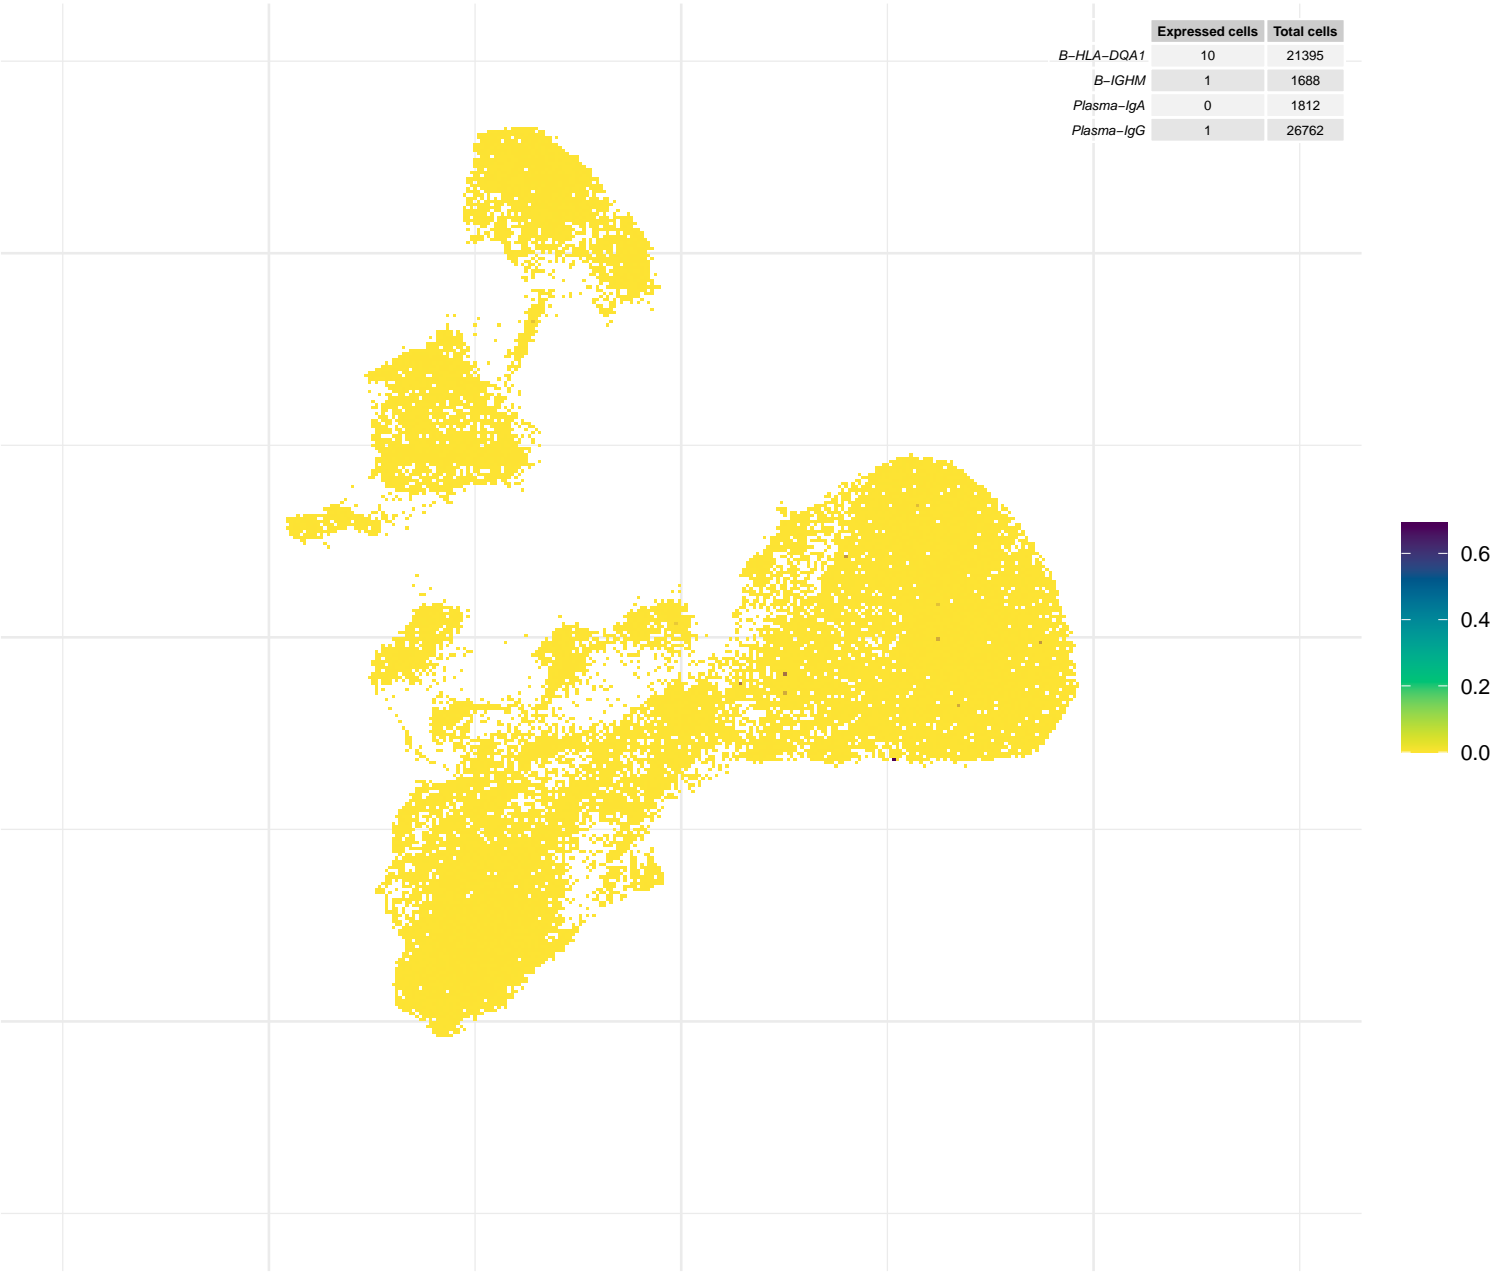 Expressed cells Total cells
B−HLA−DQA1 10 21395
B−IGHM 1 1688
Plasma−IgA 0 1812
Plasma−IgG 1 26762
0.6
0.4
0.2
0.0